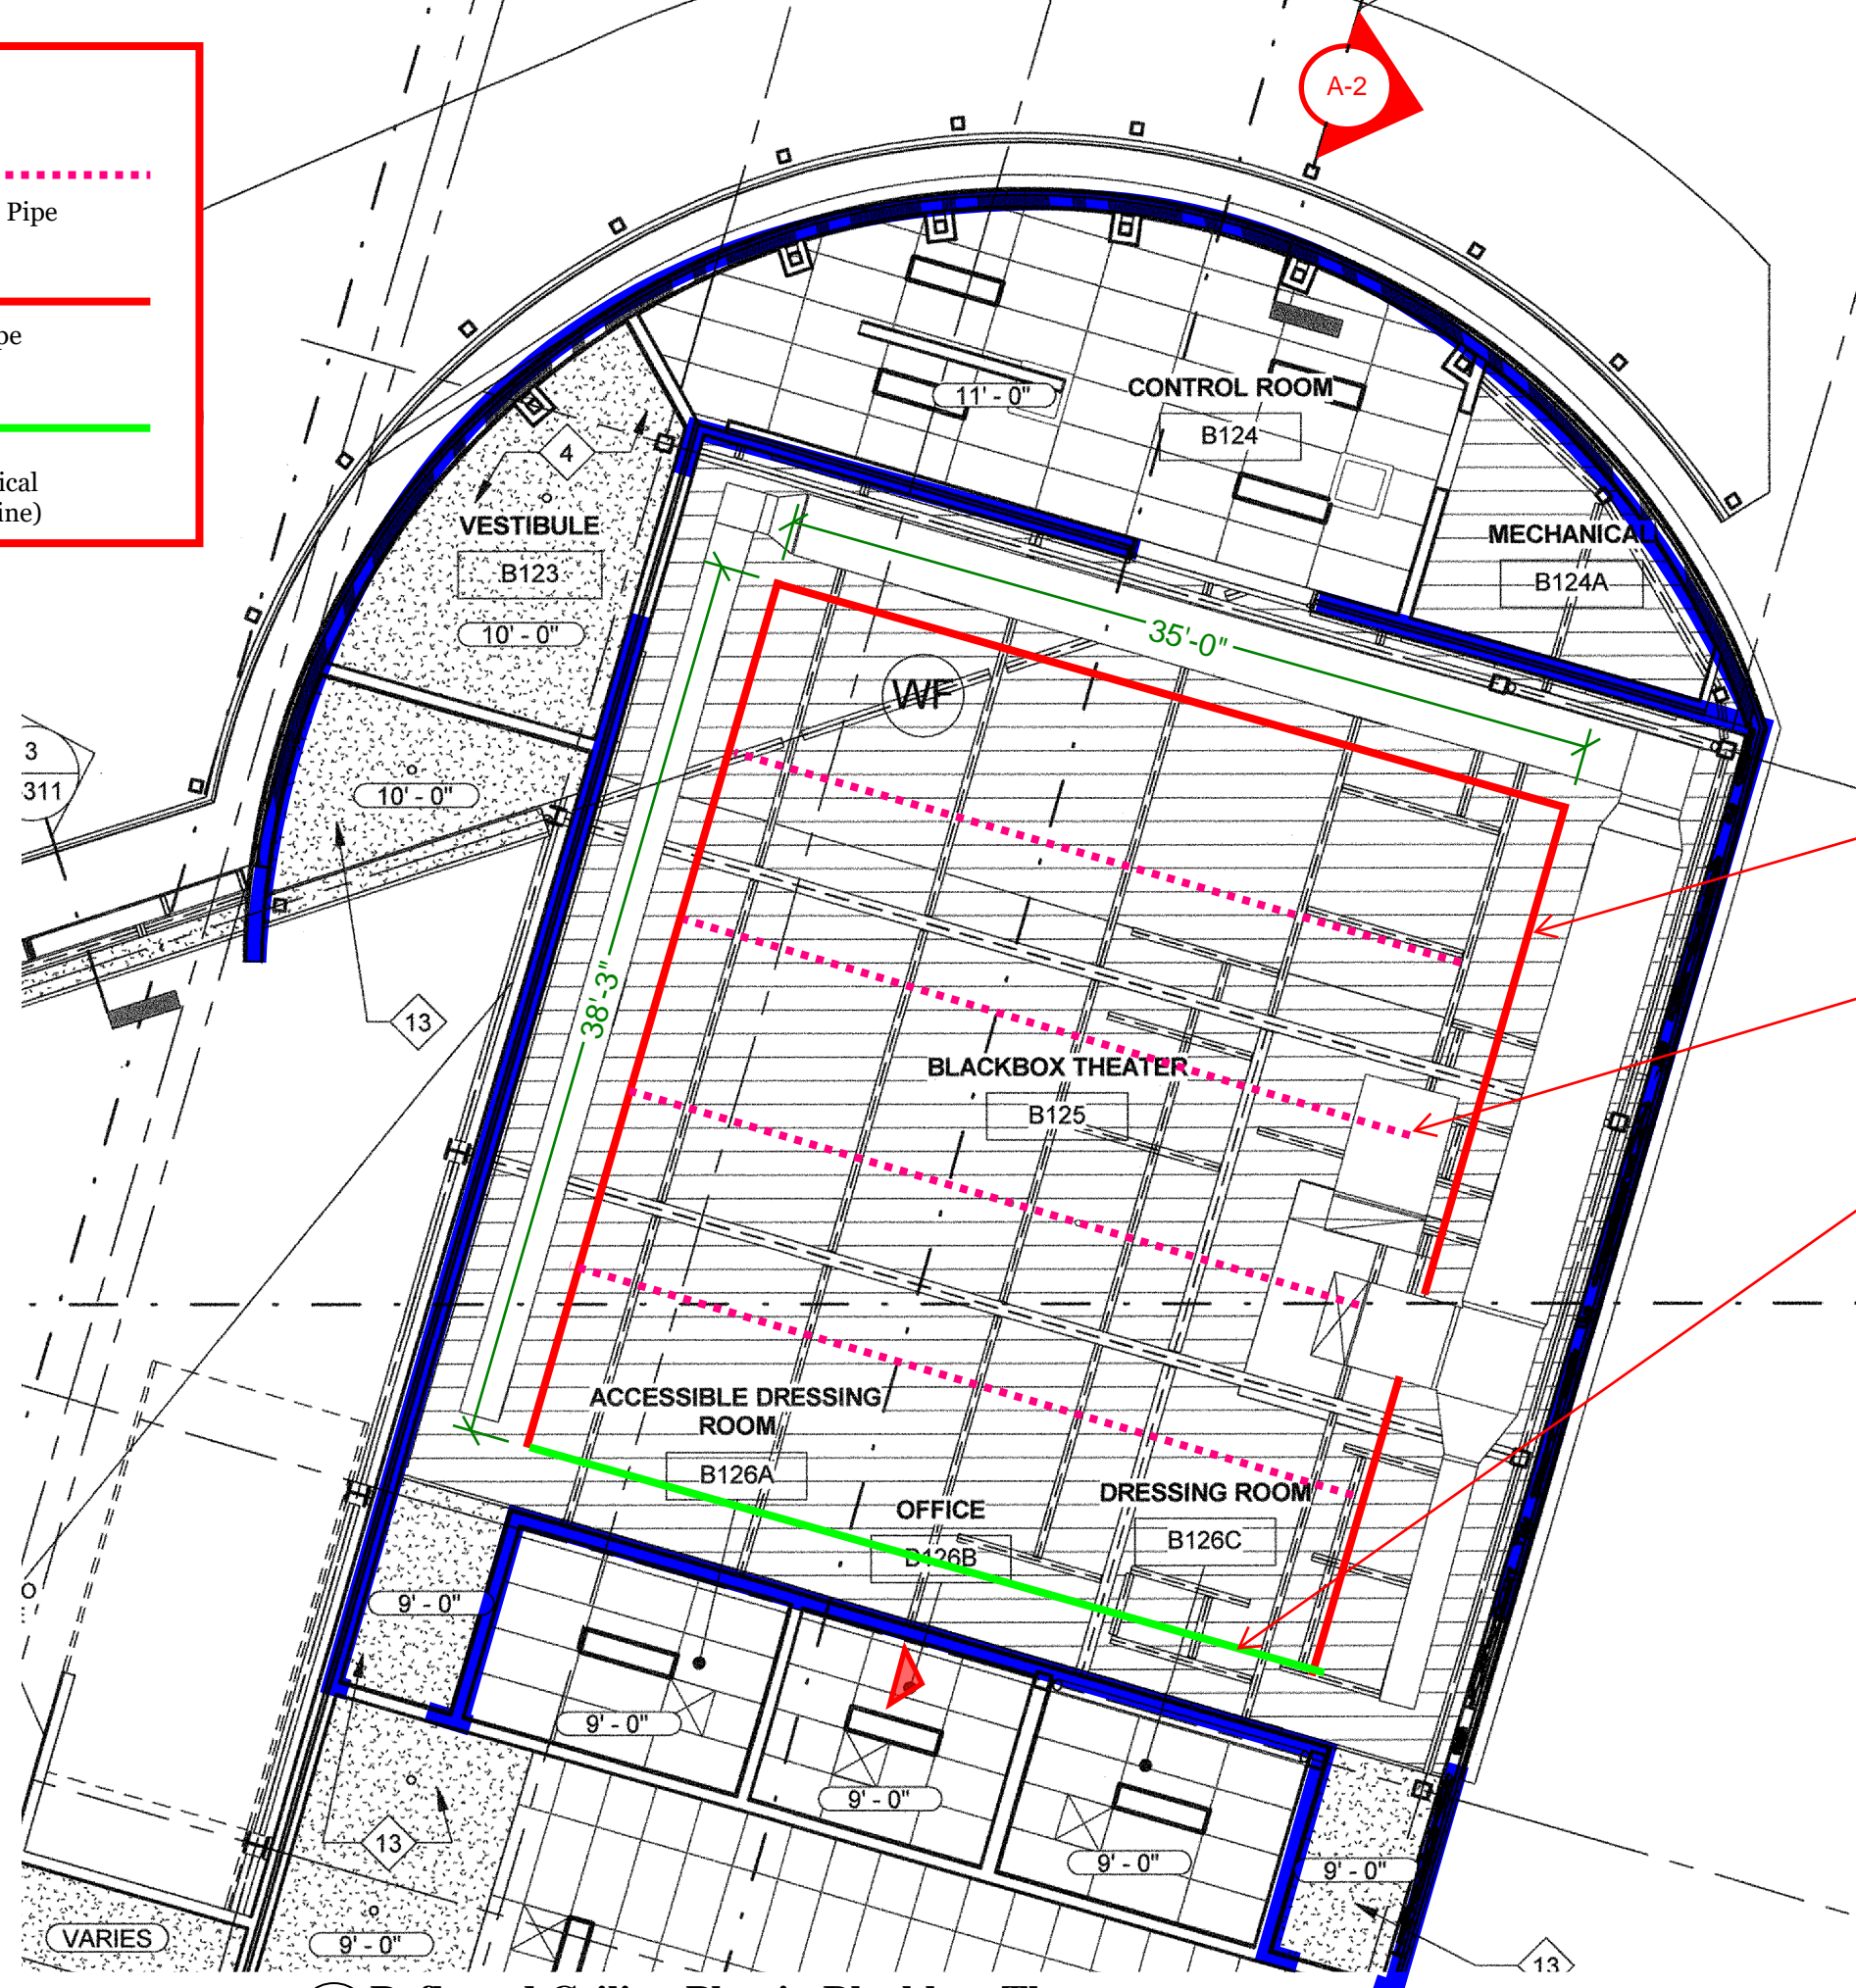 A-2
Pipe
pe
ical
ine)
11' - 0"
CONTROL ROOM
B124
4
VESTIBULE
B123
10' - 0"
MECHANICAL
B124A
35'-0"
WF
3
311
10' - 0"
38'-3"
13
BLACKBOX THEATER
B125
ACCESSIBLE DRESSING
ROOM
B126A
OFFICE
B126B
DRESSING ROOM
B126C
9' - 0"
9' - 0"
9' - 0"
9' - 0"
9' - 0"
13
VARIES
9' - 0"
13